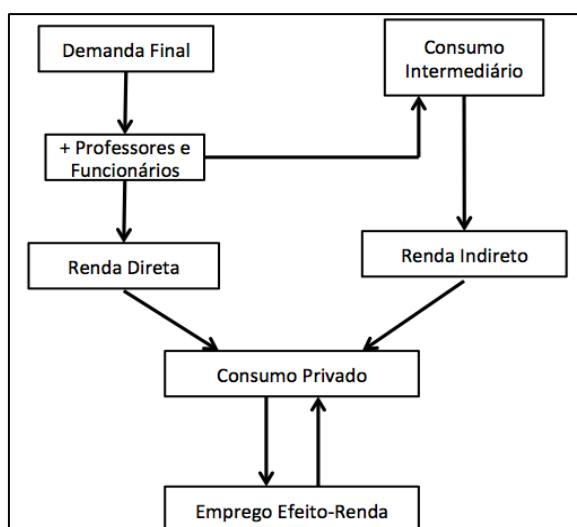 Demanda Final
Consumo
Intermediário
+ Professores e
Funcionários
Renda Direta
Renda Indireto
Consumo Privado
Emprego Efeito-Renda